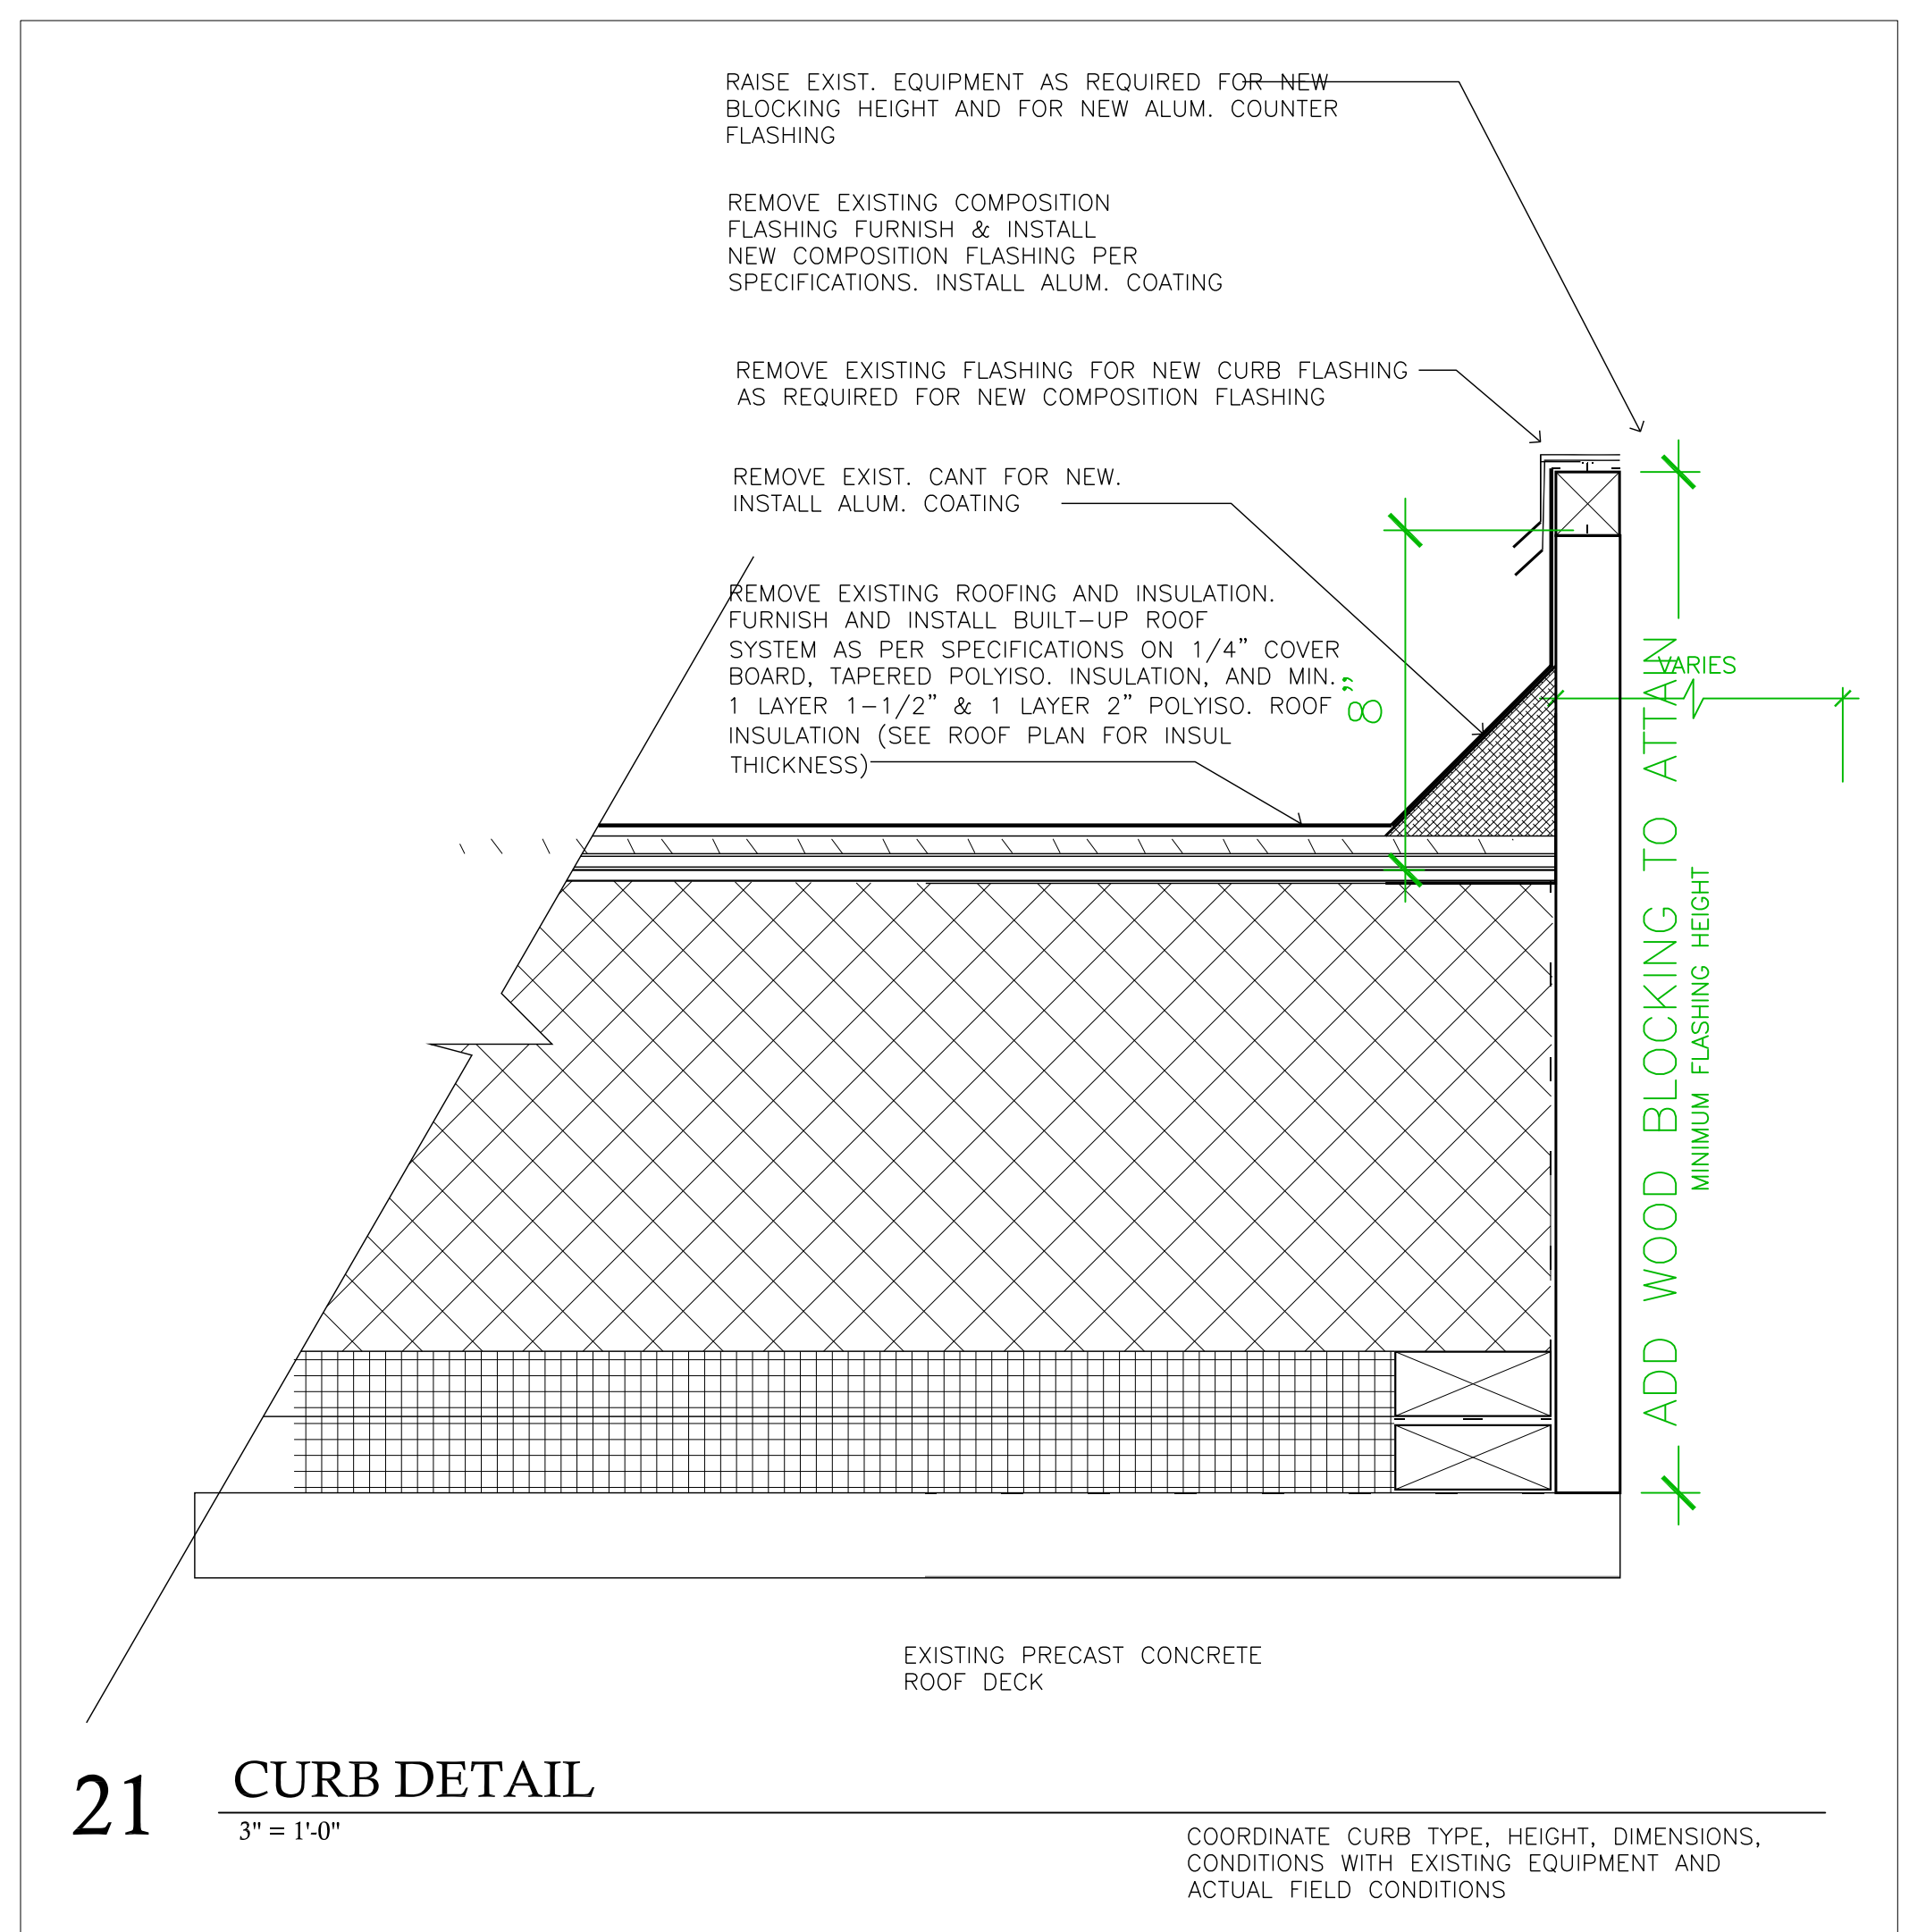 RAISE EXIST. EQUIPMENT AS REQUIRED FOR NEW
BLOCKING HEIGHT AND FOR NEW ALUM. COUNTER
FLASHING
REMOVE EXISTING COMPOSITION
FLASHING FURNISH & INSTALL
NEW COMPOSITION FLASHING PER
SPECIFICATIONS. INSTALL ALUM. COATING
REMOVE EXISTING FLASHING FOR NEW CURB FLASHING
AS REQUIRED FOR NEW COMPOSITION FLASHING
REMOVE EXIST. CANT FOR NEW.
INSTALL ALUM. COATING
REMOVE EXISTING ROOFING AND INSULATION.
FURNISH AND INSTALL BUILT-UP ROOF
SYSTEM AS PER SPECIFICATIONS ON 1/4" COVER
BOARD, TAPERED POLYISO. INSULATION, AND MIN.
1 LAYER 1-1/2" & 1 LAYER 2" POLYISO. ROOF
INSULATION (SEE ROOF PLAN FOR INSUL
THICKNESS)
8"
VARIES
ADD WOOD BLOCKING TO ATTAIN
MINIMUM FLASHING HEIGHT
EXISTING PRECAST CONCRETE
ROOF DECK
21
CURB DETAIL
3" = 1'-0"
COORDINATE CURB TYPE, HEIGHT, DIMENSIONS,
CONDITIONS WITH EXISTING EQUIPMENT AND
ACTUAL FIELD CONDITIONS